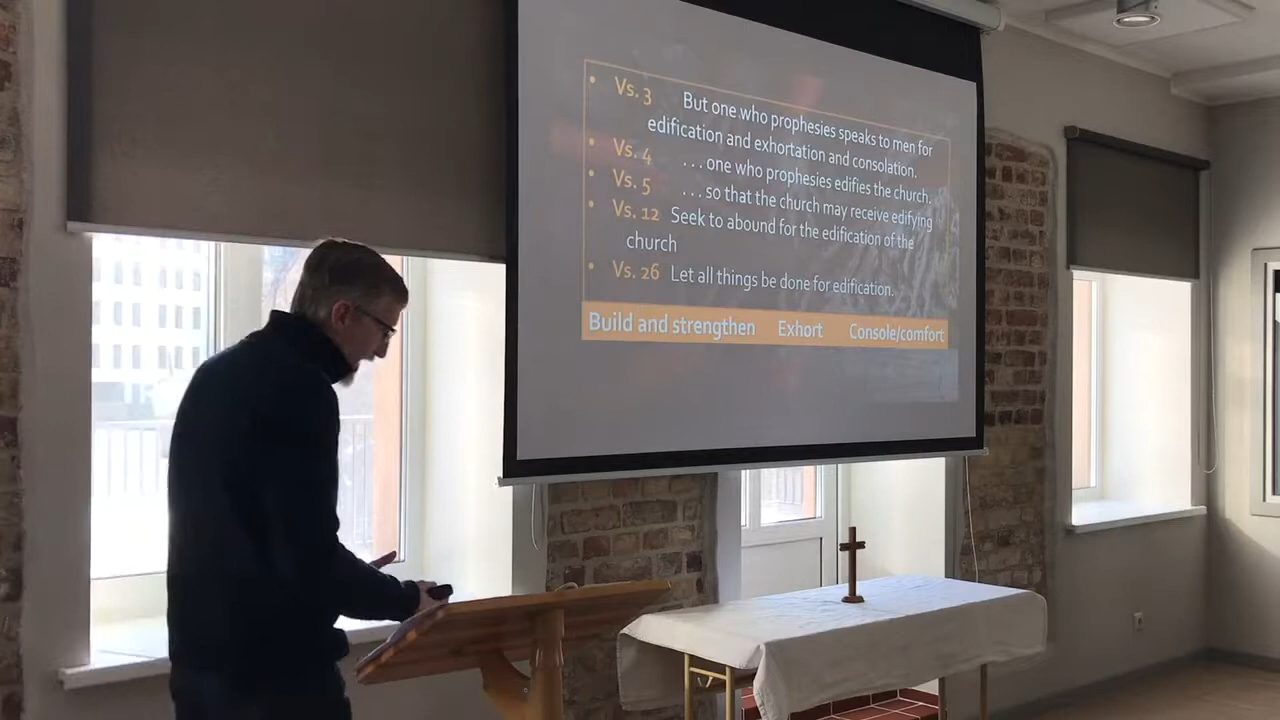 • Vs. 3 But one who prophesies speaks to men for
edification and exhortation and consolation.
• Vs. 4 ... one who prophesies edifies the church.
• Vs. 5 ... so that the church may receive edifying
• Vs. 12 Seek to abound for the edification of the
church
• Vs. 26 Let all things be done for edification.
Build and strengthen Exhort Console/comfort